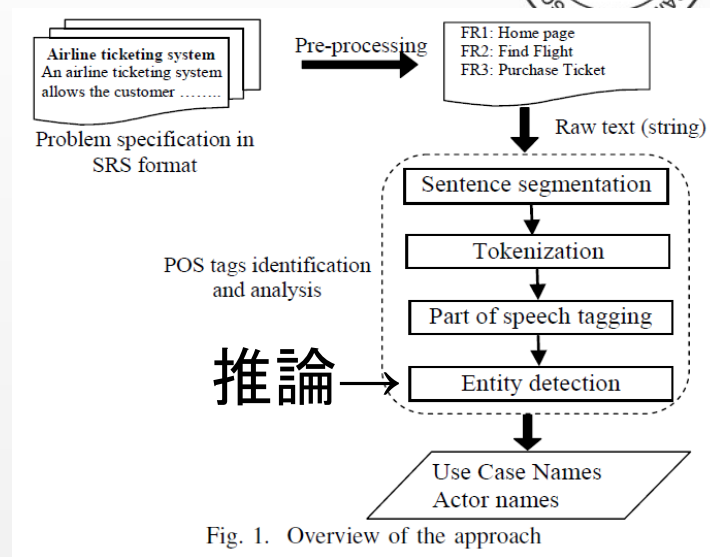 Airline ticketing system
An airline ticketing system
allows the customer ........
Problem specification in
SRS format
Pre-processing
FR1: Home page
FR2: Find Flight
FR3: Purchase Ticket
Raw text (string)
POS tags identification
and analysis
Sentence segmentation
Tokenization
Part of speech tagging
推論
Entity detection
Use Case Names
Actor names
Fig. 1. Overview of the approach